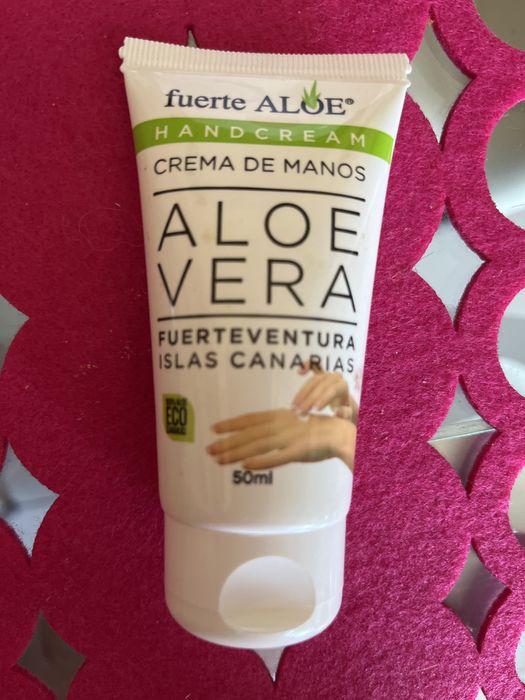 fuerte ALOE®
HANDCREAM
CREMA DE MANOS
ALOE
VERA
FUERTEVENTURA
ISLAS CANARIAS
ECO
50ml